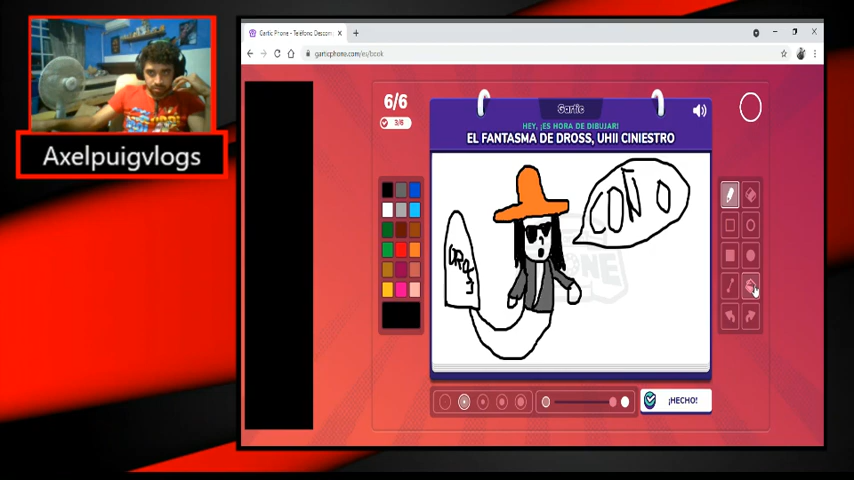 Gartic Phone - Teléfono Descom
garticphone.com/es/book
Axelpuigvlogs
6/6
3/6
Gartic
HEY, ¡ES HORA DE DIBUJAR!
EL FANTASMA DE DROSS, UHII CINIESTRO
COÑO
DROSS
¡HECHO!